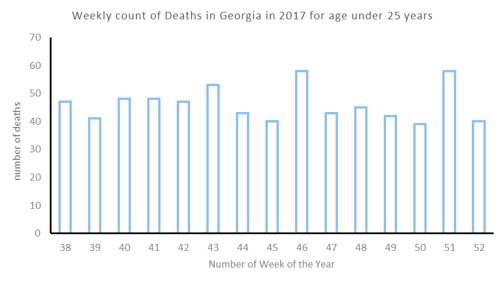 Weekly count of Deaths in Georgia in 2017 for age under 25 years
number of deaths
70
60
50
40
30
20
10
0
38 39 40 41 42 43 44 45 46 47 48 49 50 51 52
Number of Week of the Year